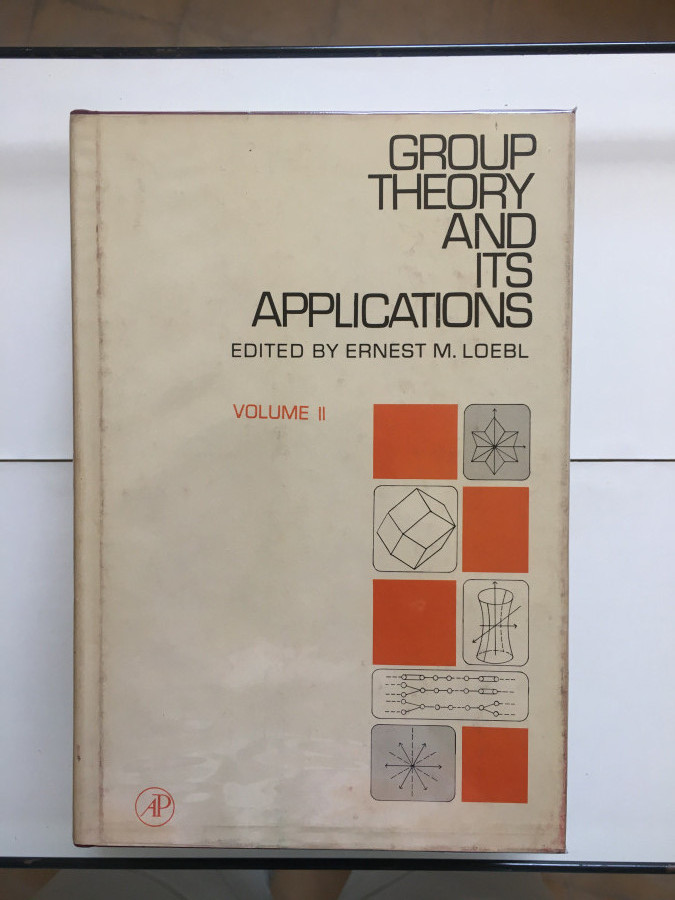 GROUP
THEORY
AND
ITS
APPLICATIONS
EDITED BY ERNEST M. LOEBL
VOLUME II
AP